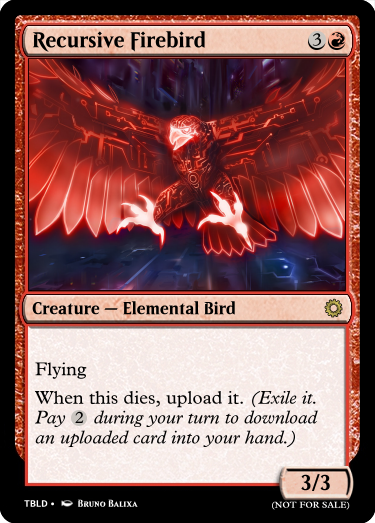 Recursive Firebird 3
Creature — Elemental Bird
Flying
When this dies, upload it. (Exile it.
Pay 2 during your turn to download
an uploaded card into your hand.)
3/3
TBLD • Bruno Balixa
(NOT FOR SALE)